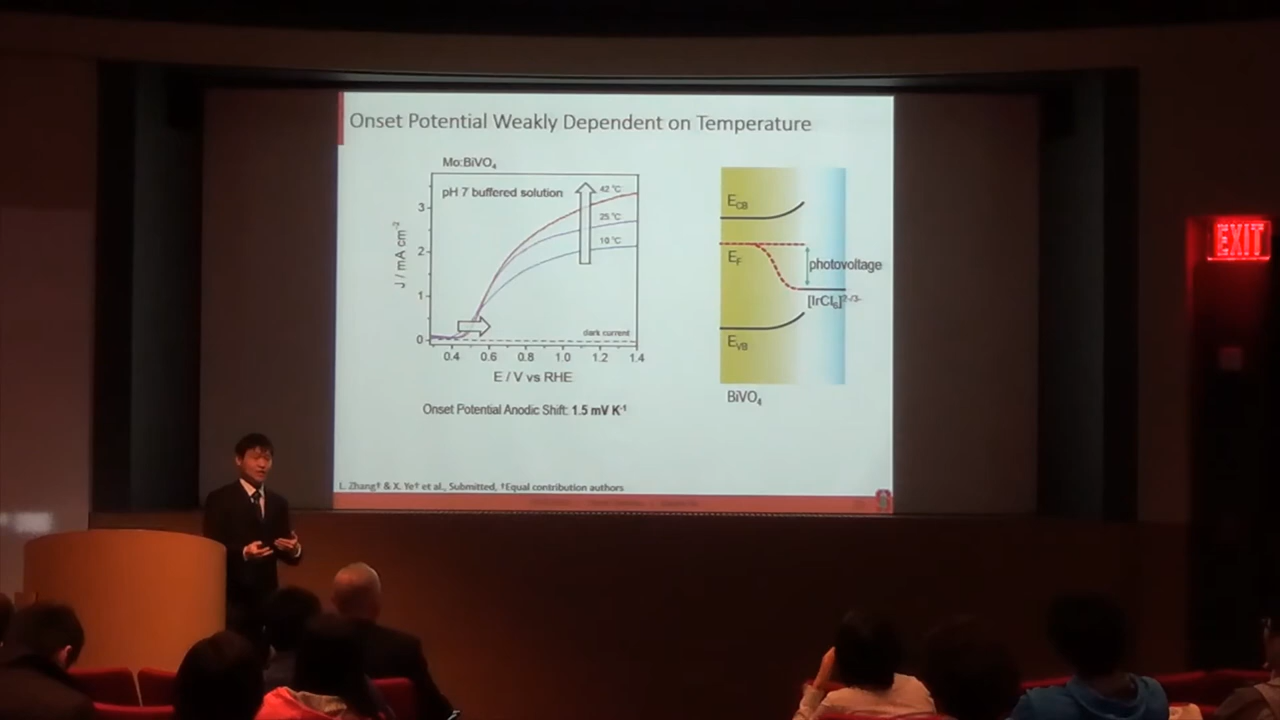 Onset Potential Weakly Dependent on Temperature
Mo:BiVO₄
pH 7 buffered solution
42 °C
25 °C
10 °C
3
2
1
0
J / mA cm⁻²
dark current
0.4 0.6 0.8 1.0 1.2 1.4
E / V vs RHE
Onset Potential Anodic Shift: 1.5 mV K⁻¹
E_CB
E_F
photovoltage
[IrCl₆]²⁻/³⁻
E_VB
BiVO₄
L. Zhang† & X. Ye† et al., Submitted, †Equal contribution authors
EXIT